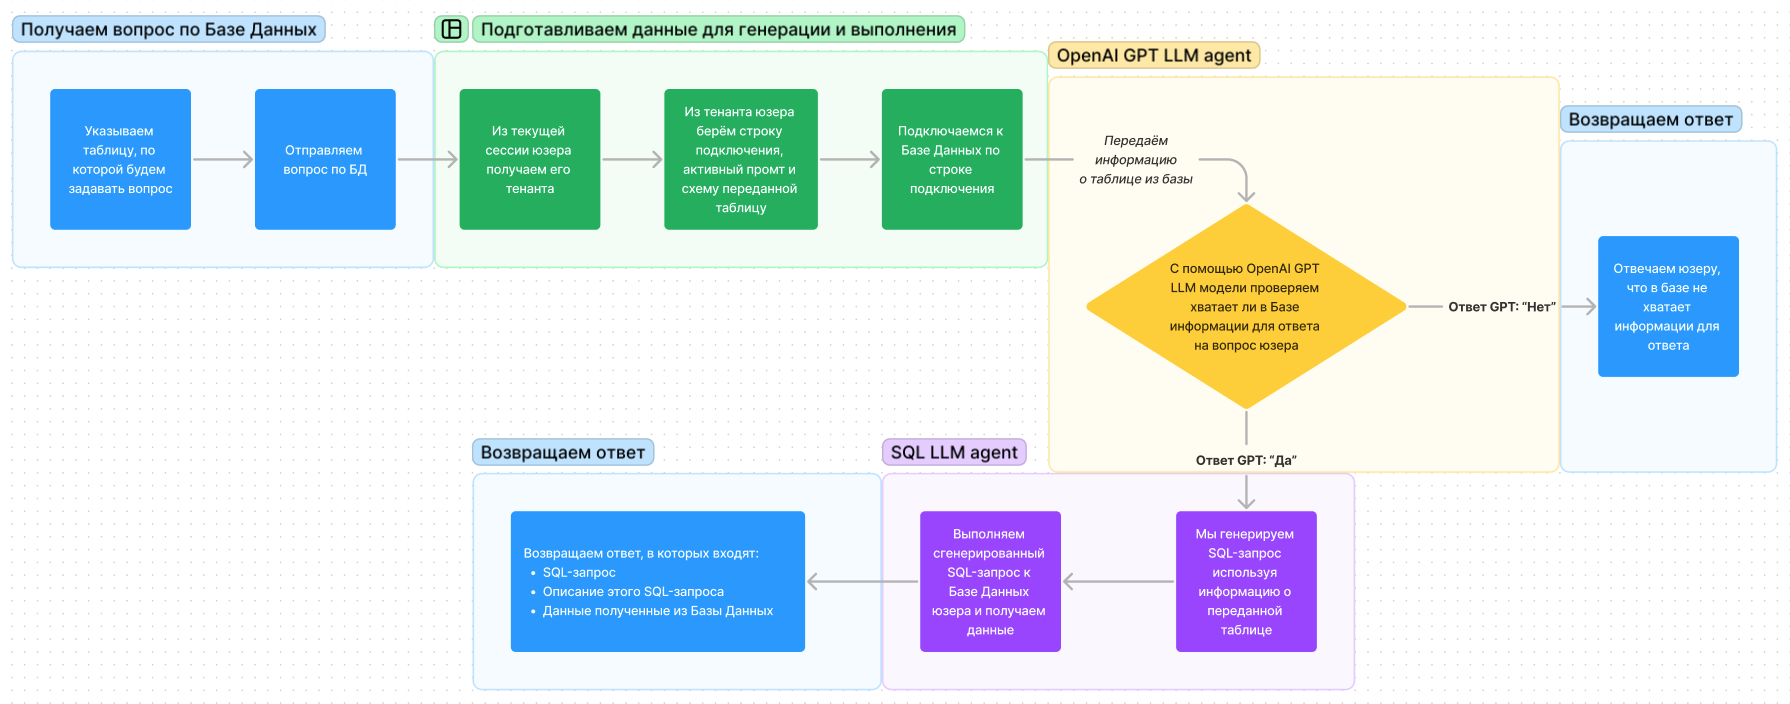 Получаем вопрос по Базе Данных
Указываем
таблицу, по
которой будем
задавать вопрос
Отправляем
вопрос по БД
Подготавливаем данные для генерации и выполнения
Из текущей
сессии юзера
получаем его
тенанта
Из тенанта юзера
берём строку
подключения,
активный промт и
схему переданной
таблицу
Подключаемся к
Базе Данных по
строке
подключения
OpenAI GPT LLM agent
Передаём
информацию
о таблице из базы
С помощью OpenAI GPT
LLM модели проверяем
хватает ли в Базе
информации для ответа
на вопрос юзера
Ответ GPT: “Нет”
Возвращаем ответ
Отвечаем юзеру,
что в базе не
хватает
информации для
ответа
Ответ GPT: “Да”
SQL LLM agent
Мы генерируем
SQL-запрос
используя
информацию о
переданной
таблице
Выполняем
сгенерированный
SQL-запрос к
Базе Данных
юзера и получаем
данные
Возвращаем ответ
Возвращаем ответ, в которых входят:
• SQL-запрос
• Описание этого SQL-запроса
• Данные полученные из Базы Данных